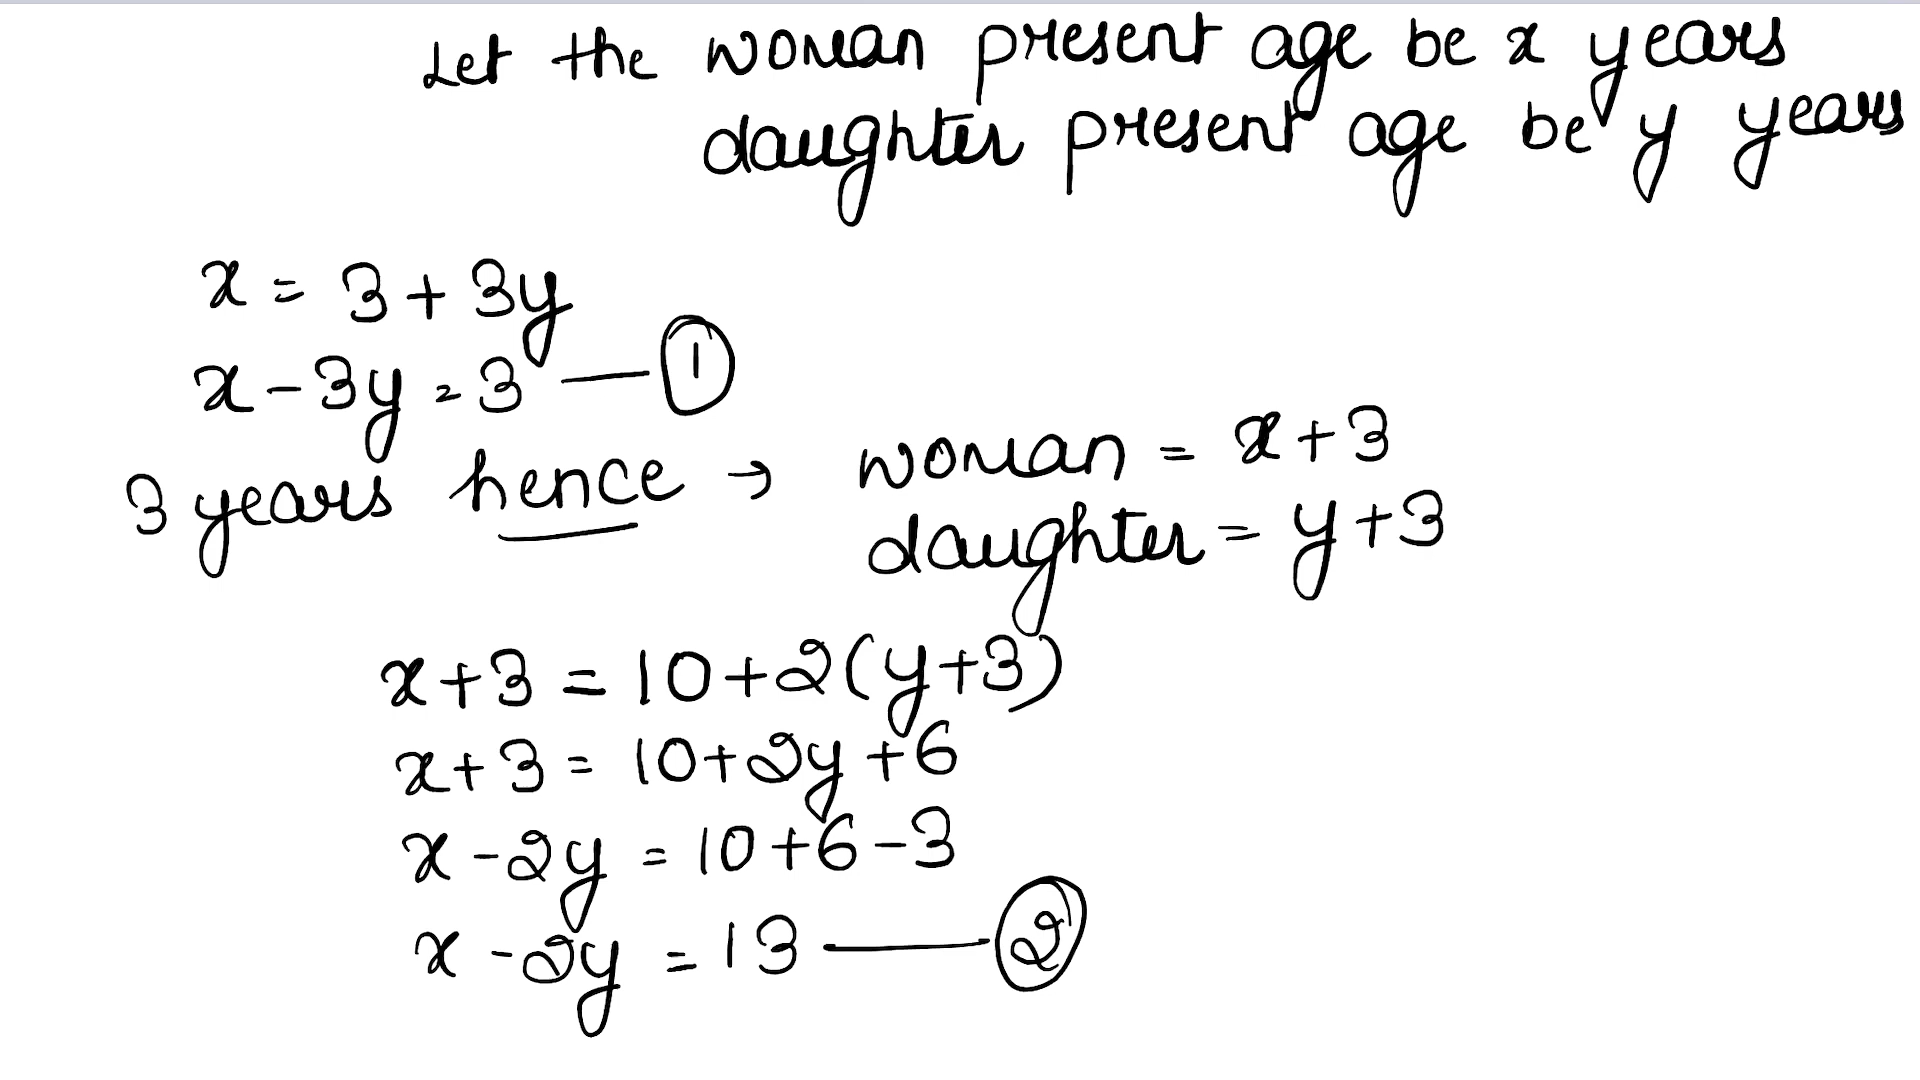 Let the woman present age be x years
daughter present age be y years
x = 3 + 3y
x - 3y = 3 — ①
3 years hence → woman = x + 3
daughter = y + 3
x + 3 = 10 + 2(y + 3)
x + 3 = 10 + 2y + 6
x - 2y = 10 + 6 - 3
x - 2y = 13 — ②